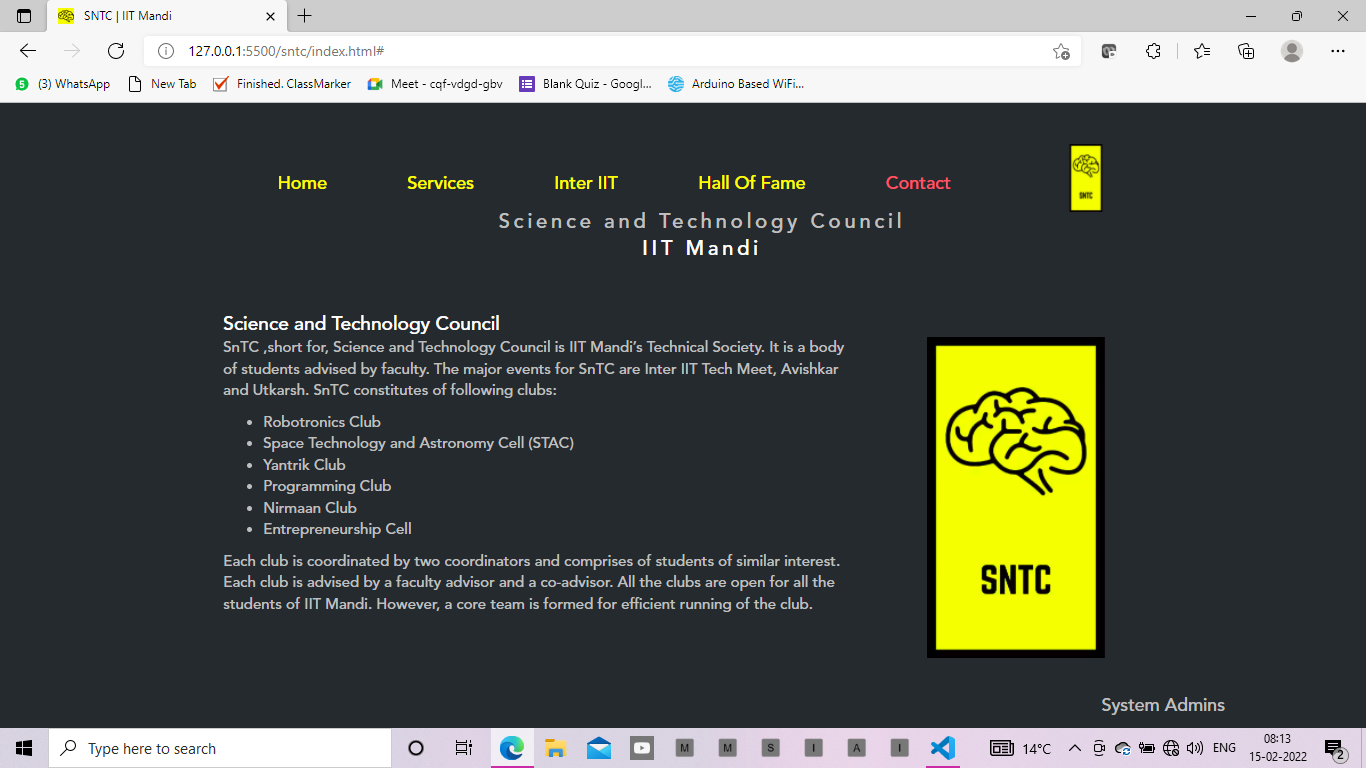 SNTC | IIT Mandi
127.0.0.1:5500/sntc/index.html#
5 (3) WhatsApp New Tab Finished. ClassMarker Meet - cqf-vdgd-gbv Blank Quiz - Googl... Arduino Based WiFi...
Home Services Inter IIT Hall Of Fame Contact
SNTC
Science and Technology Council
IIT Mandi
Science and Technology Council
SnTC ,short for, Science and Technology Council is IIT Mandi’s Technical Society. It is a body
of students advised by faculty. The major events for SnTC are Inter IIT Tech Meet, Avishkar
and Utkarsh. SnTC constitutes of following clubs:
• Robotronics Club
• Space Technology and Astronomy Cell (STAC)
• Yantrik Club
• Programming Club
• Nirmaan Club
• Entrepreneurship Cell
Each club is coordinated by two coordinators and comprises of students of similar interest.
Each club is advised by a faculty advisor and a co-advisor. All the clubs are open for all the
students of IIT Mandi. However, a core team is formed for efficient running of the club.
SNTC
System Admins
Type here to search M M S I A I 14°C ENG 08:13
15-02-2022 2